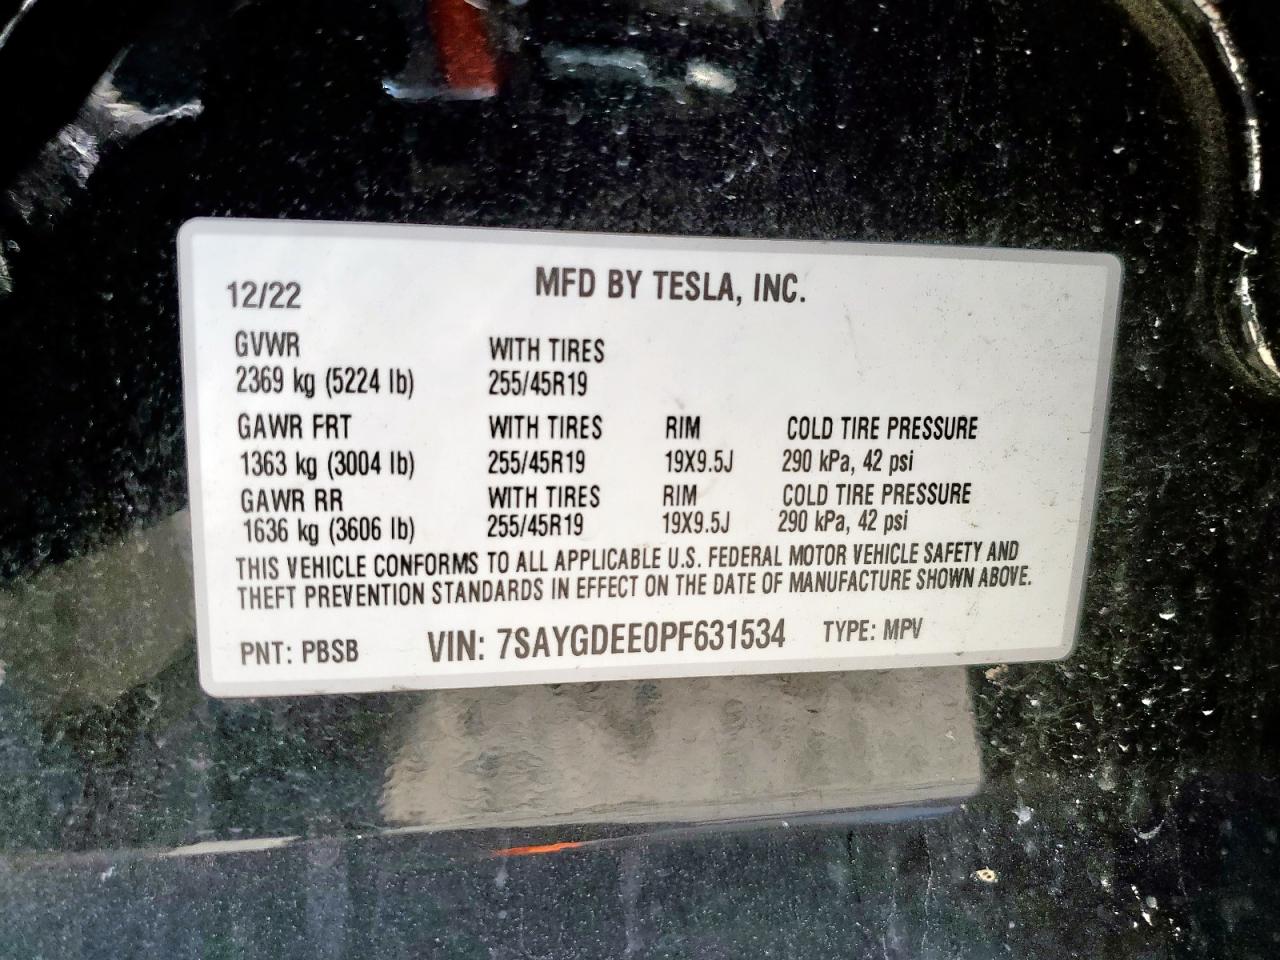 12/22 MFD BY TESLA, INC.
GVWR WITH TIRES
2369 kg (5224 lb) 255/45R19
GAWR FRT WITH TIRES RIM COLD TIRE PRESSURE
1363 kg (3004 lb) 255/45R19 19X9.5J 290 kPa, 42 psi
GAWR RR WITH TIRES RIM COLD TIRE PRESSURE
1636 kg (3606 lb) 255/45R19 19X9.5J 290 kPa, 42 psi
THIS VEHICLE CONFORMS TO ALL APPLICABLE U.S. FEDERAL MOTOR VEHICLE SAFETY AND
THEFT PREVENTION STANDARDS IN EFFECT ON THE DATE OF MANUFACTURE SHOWN ABOVE.
PNT: PBSB VIN: 7SAYGDEE0PF631534 TYPE: MPV